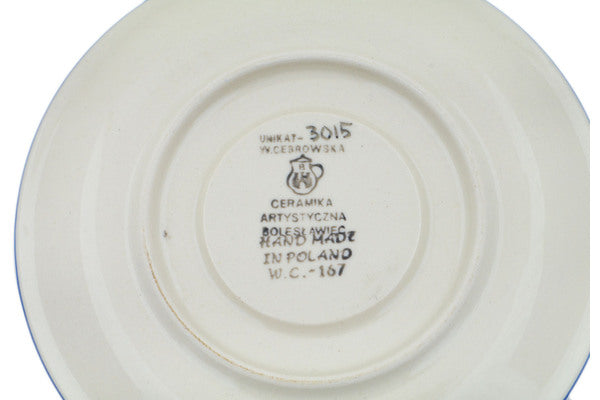 UNIKAT- 3015
W.CEBROWSKA
B
CERAMIKA
ARTYSTYCZNA
BOLESŁAWIEC
HAND MADE
IN POLAND
W.C.-167